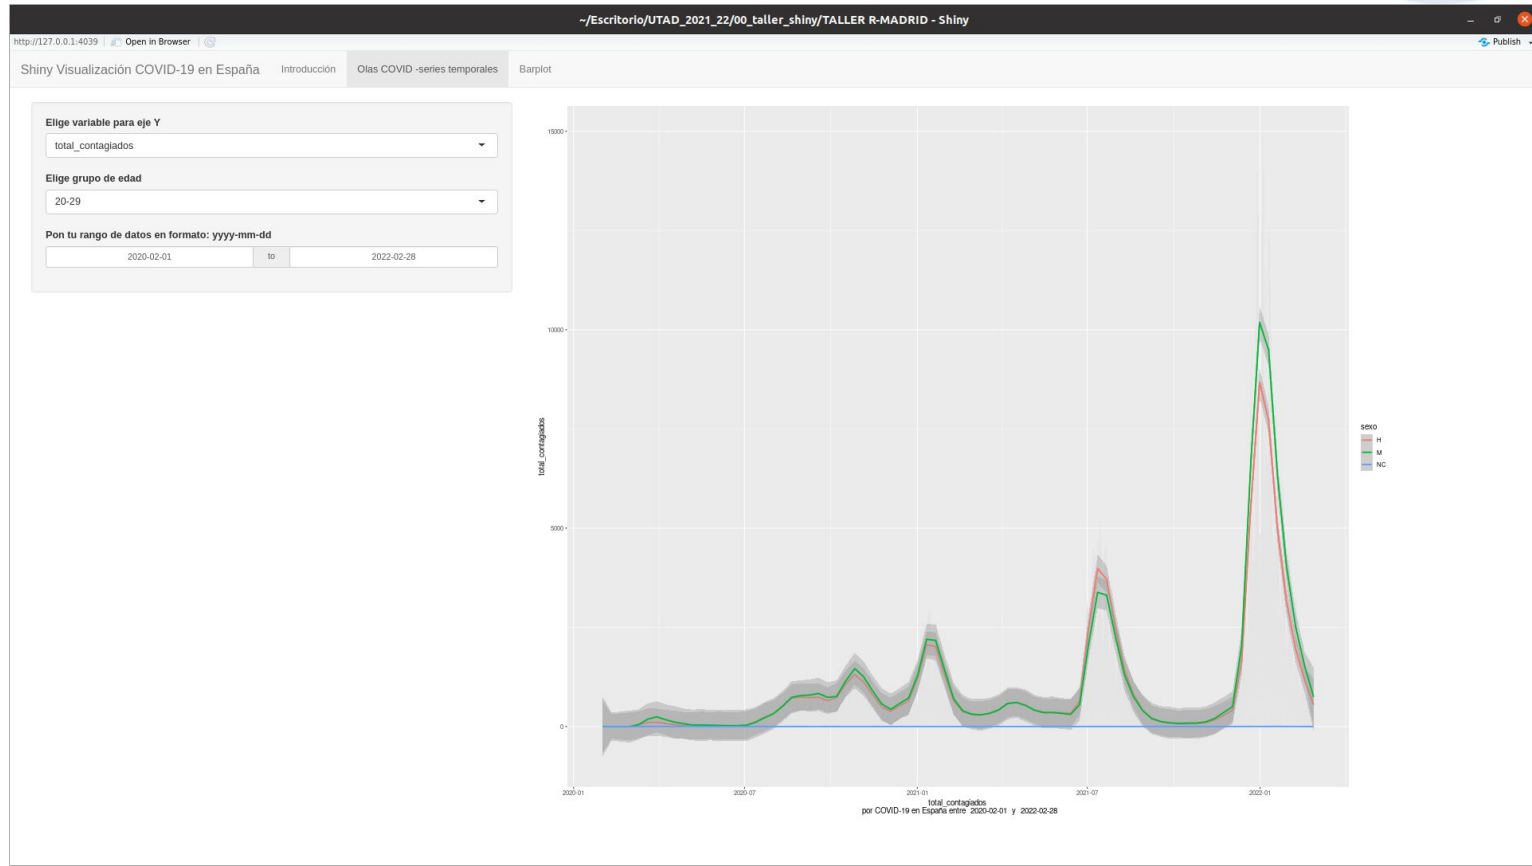 ~/Escritorio/UTAD_2021_22/00_taller_shiny/TALLER R-MADRID - Shiny
http://127.0.0.1:4039 Open in Browser Publish
Shiny Visualización COVID-19 en España Introducción Olas COVID -series temporales Barplot
Elige variable para eje Y
total_contagiados
Elige grupo de edad
20-29
Pon tu rango de datos en formato: yyyy-mm-dd
2020-02-01 to 2022-02-28
total_contagiados
15000
10000
5000
0
2020-01 2020-07 2021-01 2021-07 2022-01
total_contagiados
por COVID-19 en España entre 2020-02-01 y 2022-02-28
sexo
H
M
NC